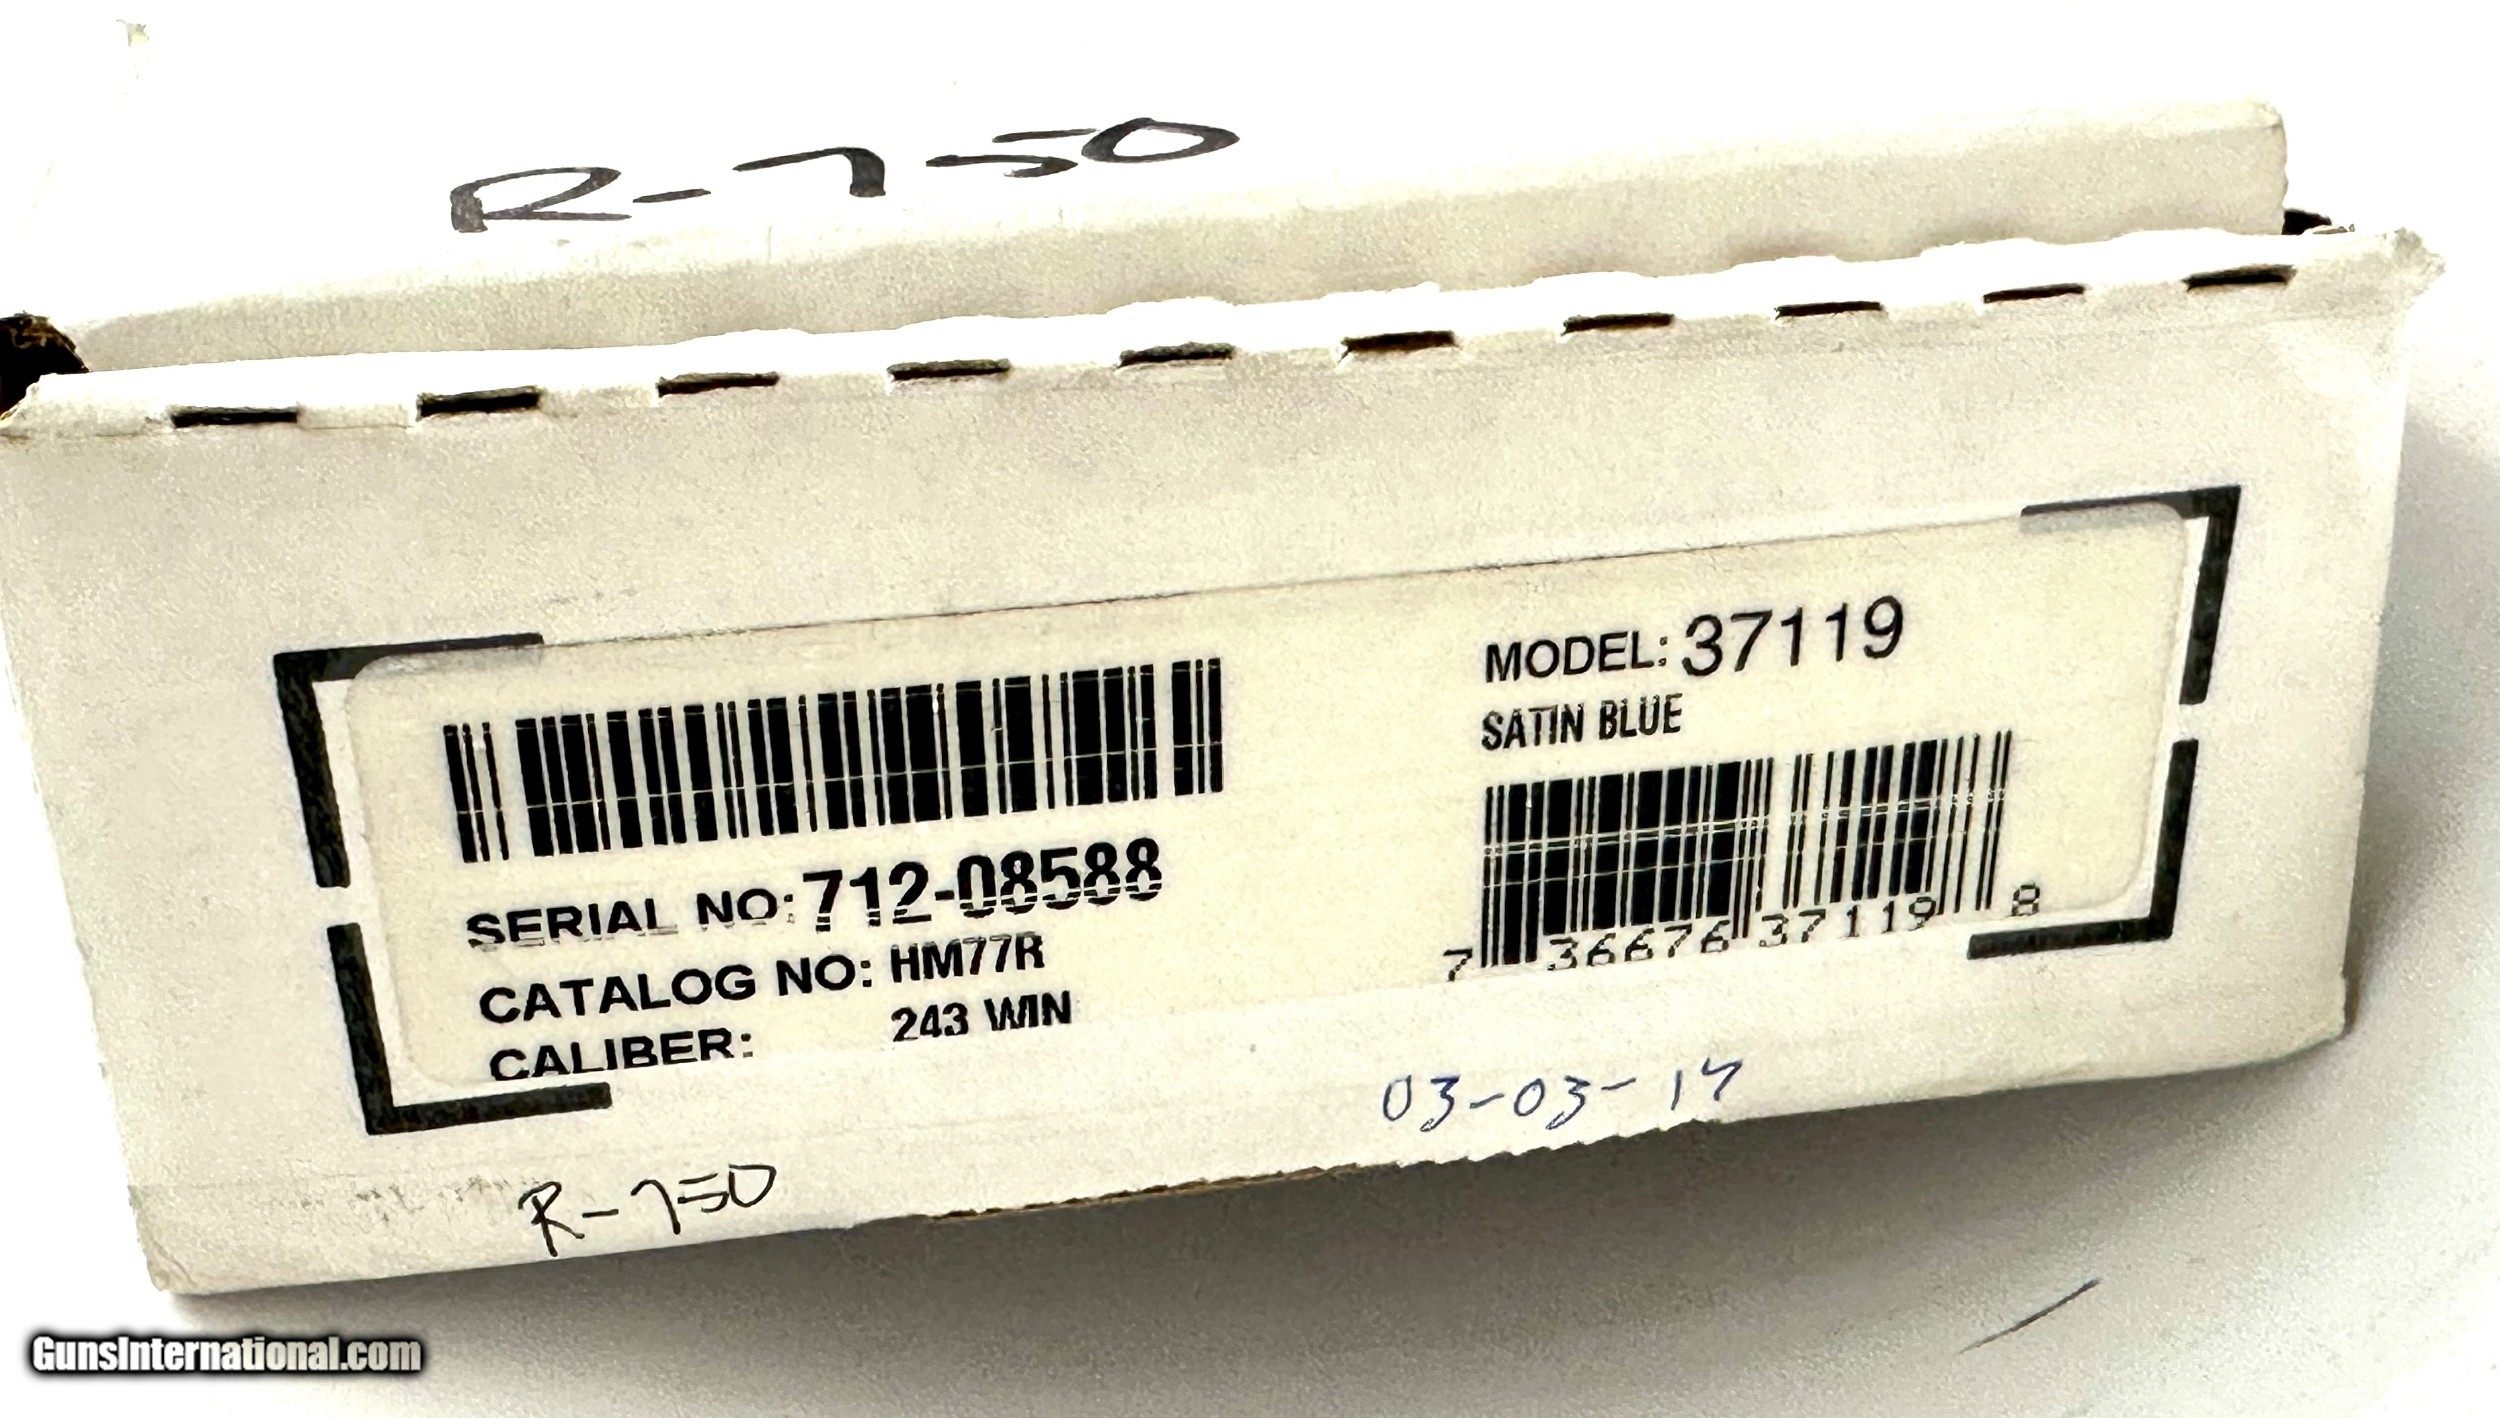 R-750
MODEL: 37119
SATIN BLUE
7 36676 37119 8
SERIAL NO: 712-08588
CATALOG NO: HM77R
CALIBER: 243 WIN
03-03-17
R-750
GunsInternational.com